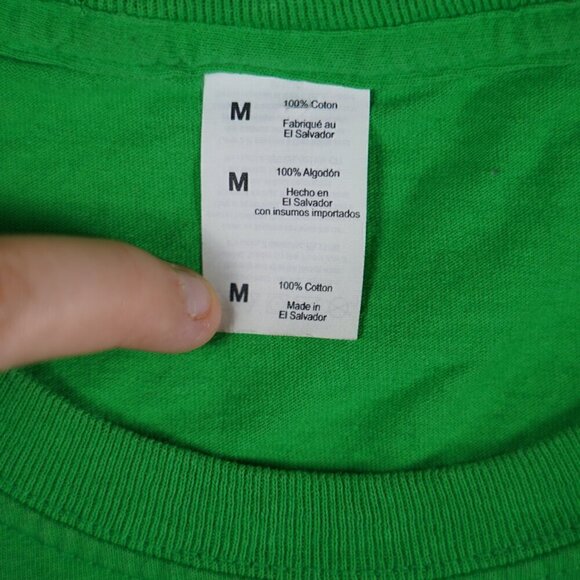 M
100% Coton
Fabriqué au
El Salvador
M
100% Algodón
Hecho en
El Salvador
con insumos importados
M
100% Cotton
Made in
El Salvador